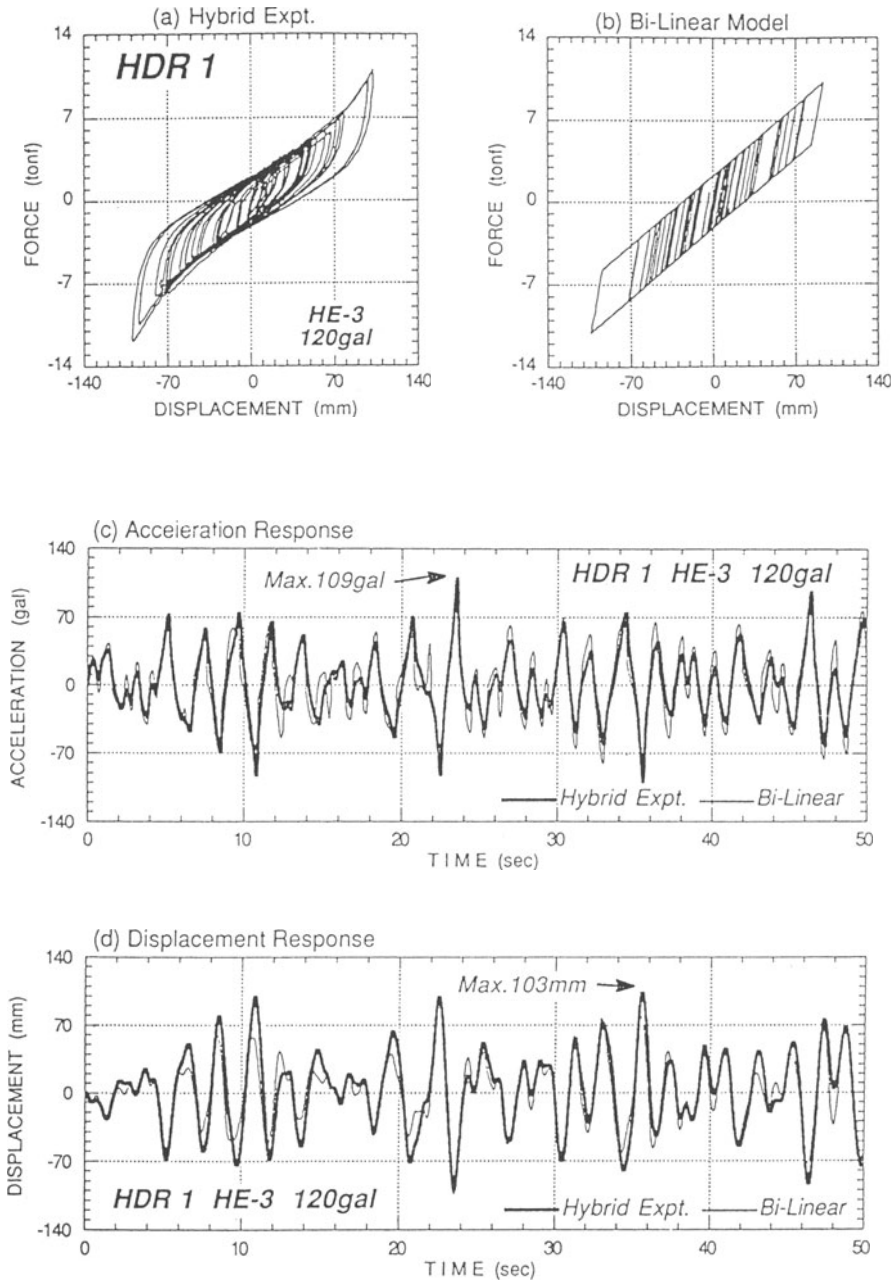 (a) Hybrid Expt.
14
HDR 1
7
0
-7
HE-3
120gal
-14
-140 -70 0 70 140
FORCE (tonf)
DISPLACEMENT (mm)
(b) Bi-Linear Model
14
7
0
-7
-14
-140 -70 0 70 140
FORCE (tonf)
DISPLACEMENT (mm)
(c) Acceleration Response
140
Max.109gal
HDR 1 HE-3 120gal
70
0
-70
Hybrid Expt. Bi-Linear
-140
0 10 20 30 40 50
ACCELERATION (gal)
TIME (sec)
(d) Displacement Response
140
Max.103mm
70
0
-70
HDR 1 HE-3 120gal
Hybrid Expt. Bi-Linear
-140
0 10 20 30 40 50
DISPLACEMENT (mm)
TIME (sec)